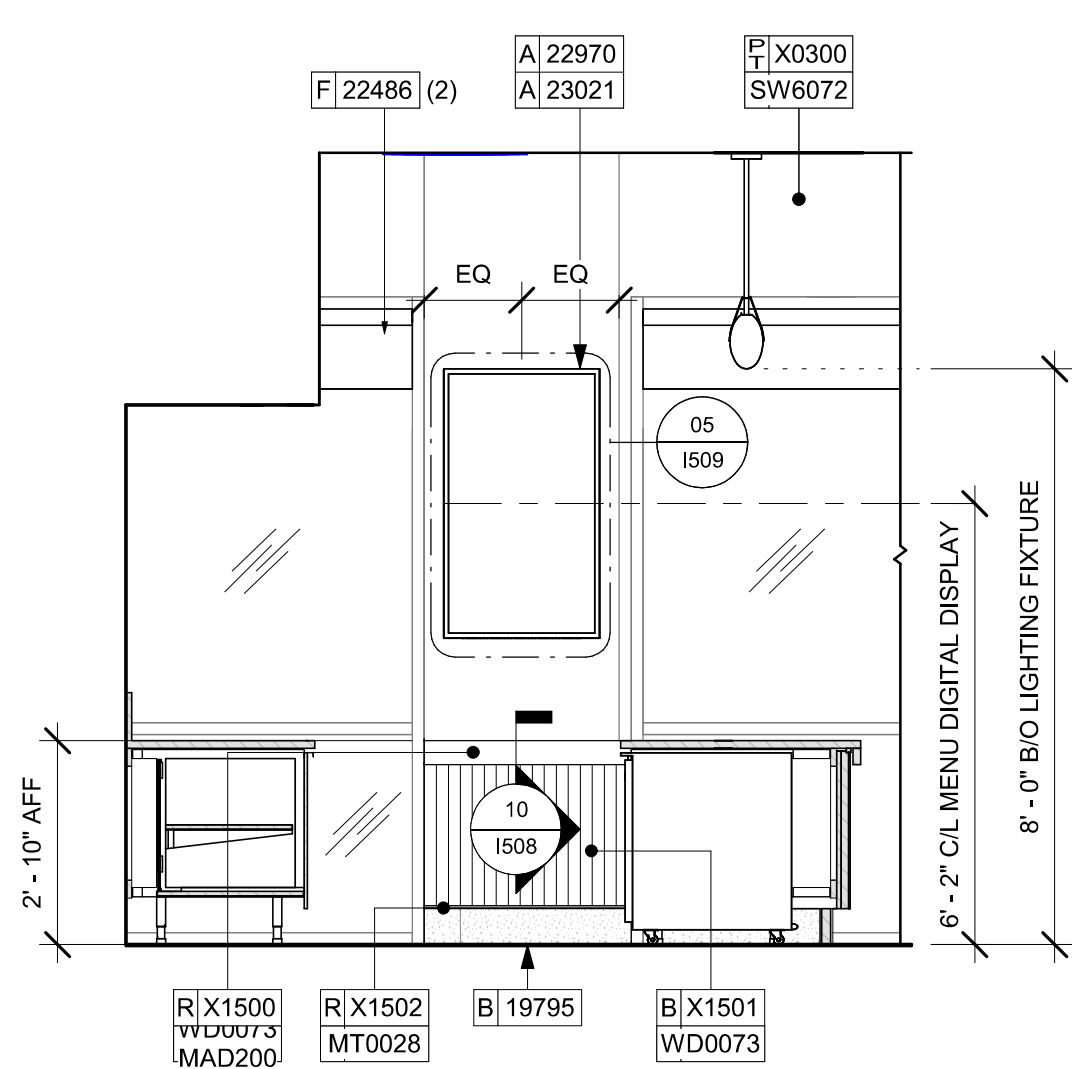 A 22970
A 23021
F 22486 (2)
PT X0300
SW6072
EQ EQ
05
I509
10
I508
2' - 10" AFF
6' - 2" C/L MENU DIGITAL DISPLAY
8' - 0" B/O LIGHTING FIXTURE
R X1500
WD0073
MAD200
R X1502
MT0028
B 19795
B X1501
WD0073